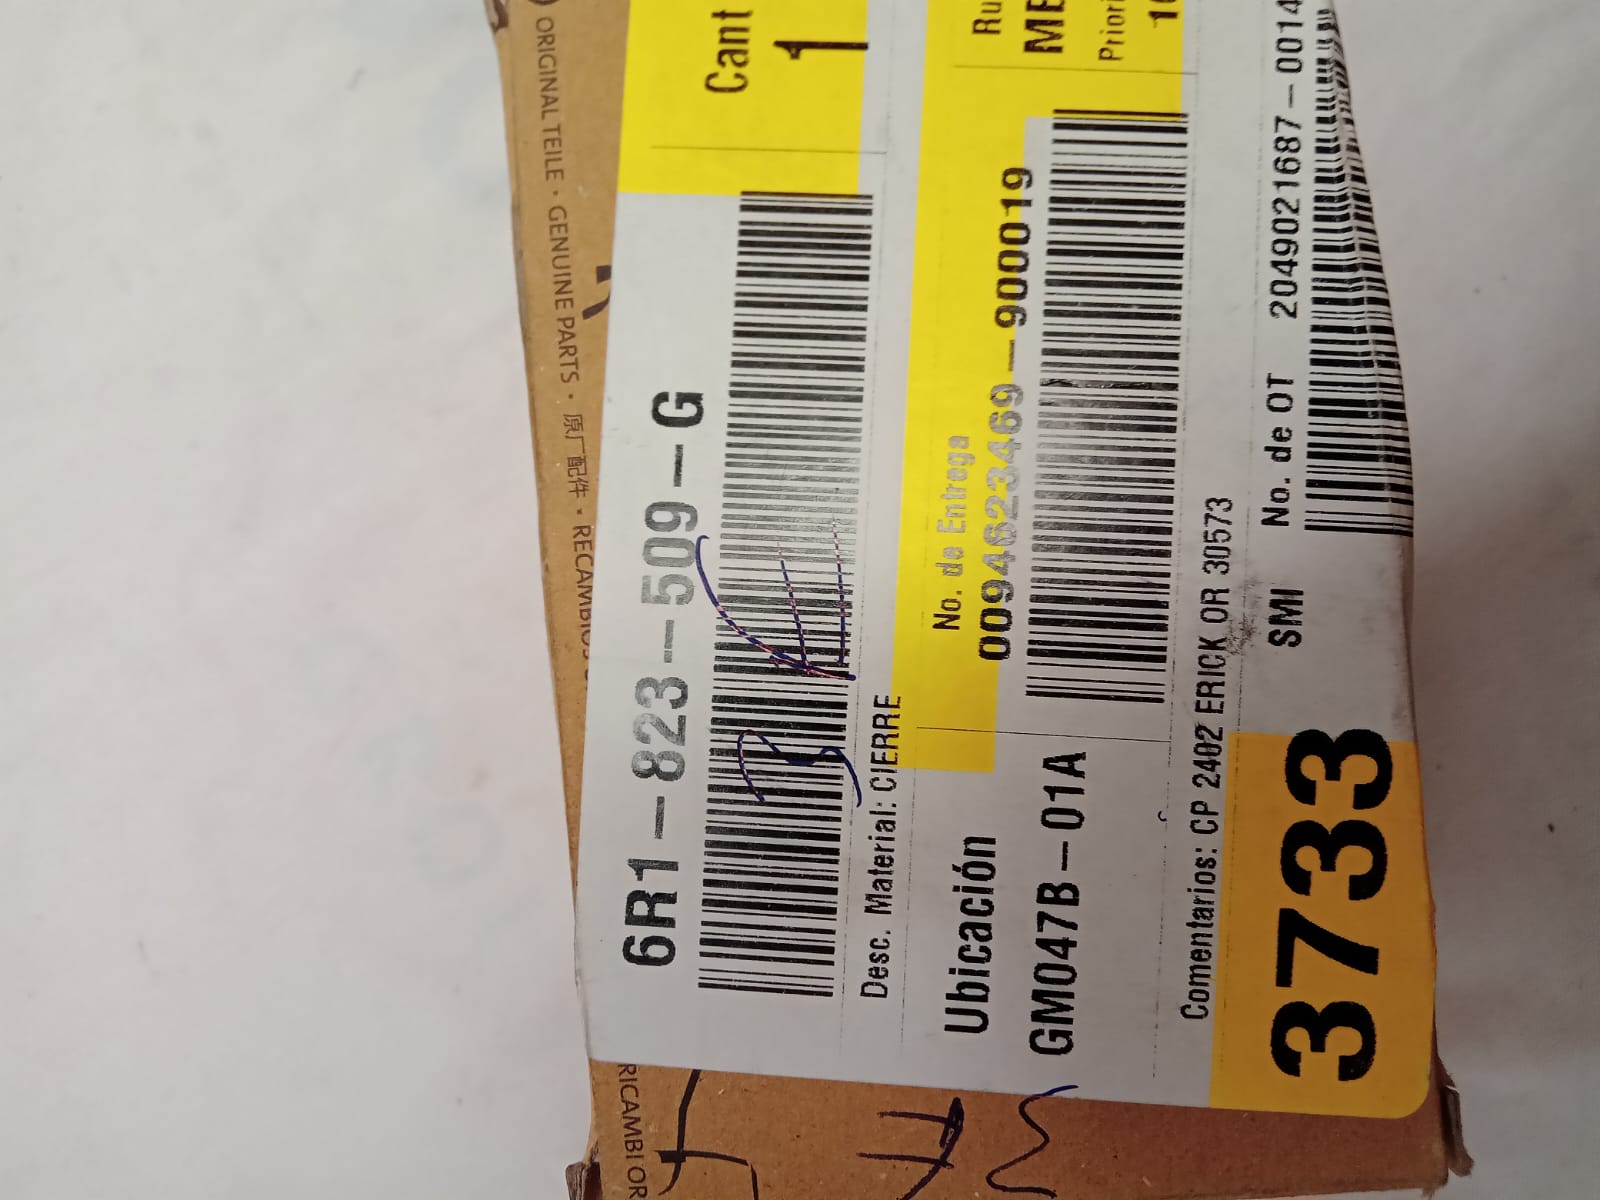 ORIGINAL TEILE · GENUINE PARTS · 原厂配件 · RECAMBIOS
RICAMBI OR
6R1-823-509-G
Cant
1
Desc. Material: CIERRE
No. de Entrega
0094623469-900019
Ubicación
GM047B-01A
Priori
Comentarios: CP 2402 ERICK OR 30573
SMI No. de OT 2049021687-0014
3733